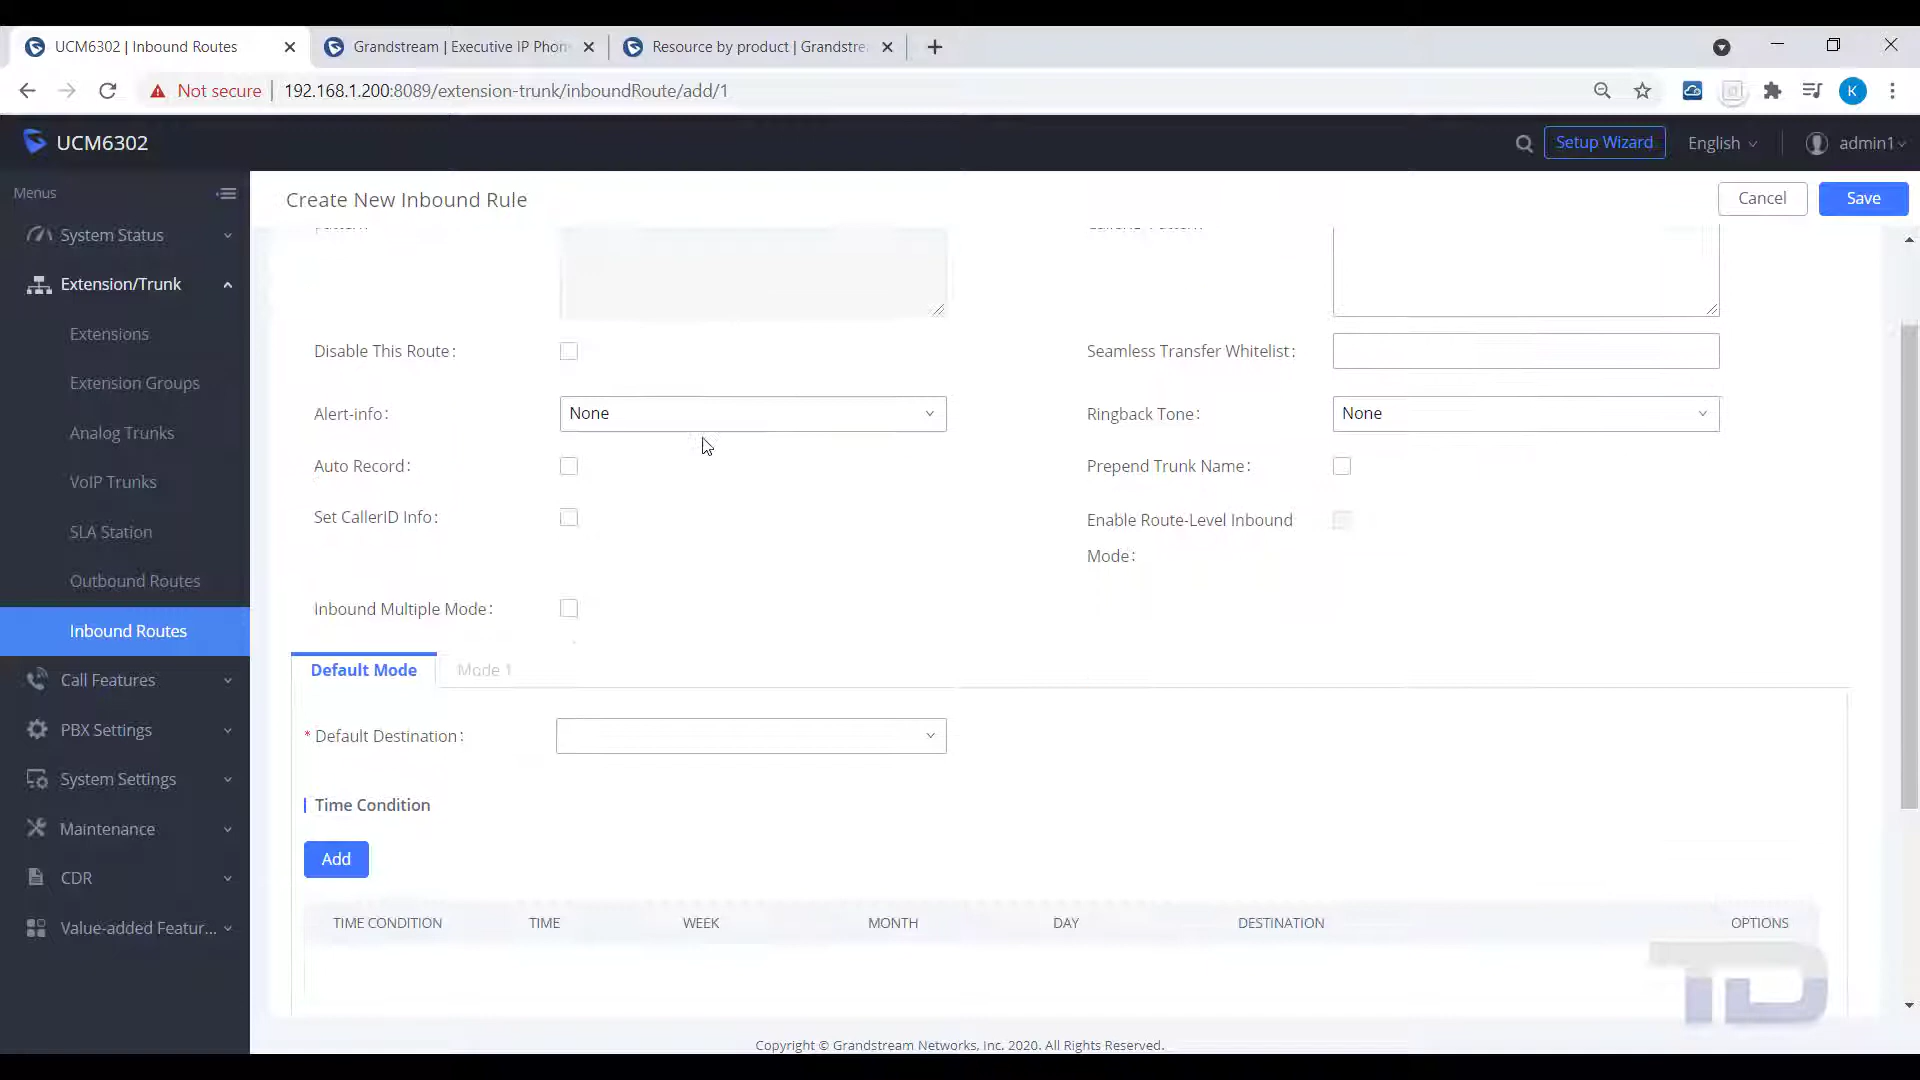 UCM6302 | Inbound Routes
Grandstream | Executive IP Phon
Resource by product | Grandstre
Not secure
192.168.1.200:8089/extension-trunk/inboundRoute/add/1
K
UCM6302
Setup Wizard
English
admin1
Menus
System Status
Extension/Trunk
Extensions
Extension Groups
Analog Trunks
VoIP Trunks
SLA Station
Outbound Routes
Inbound Routes
Call Features
PBX Settings
System Settings
Maintenance
CDR
Value-added Featur...
Create New Inbound Rule
Cancel
Save
Disable This Route:
Seamless Transfer Whitelist:
Alert-info:
None
Ringback Tone:
None
Auto Record:
Prepend Trunk Name:
Set CallerID Info:
Enable Route-Level Inbound
Mode:
Inbound Multiple Mode:
Default Mode
Mode 1
* Default Destination:
Time Condition
Add
TIME CONDITION
TIME
WEEK
MONTH
DAY
DESTINATION
OPTIONS
TD
Copyright © Grandstream Networks, Inc. 2020. All Rights Reserved.